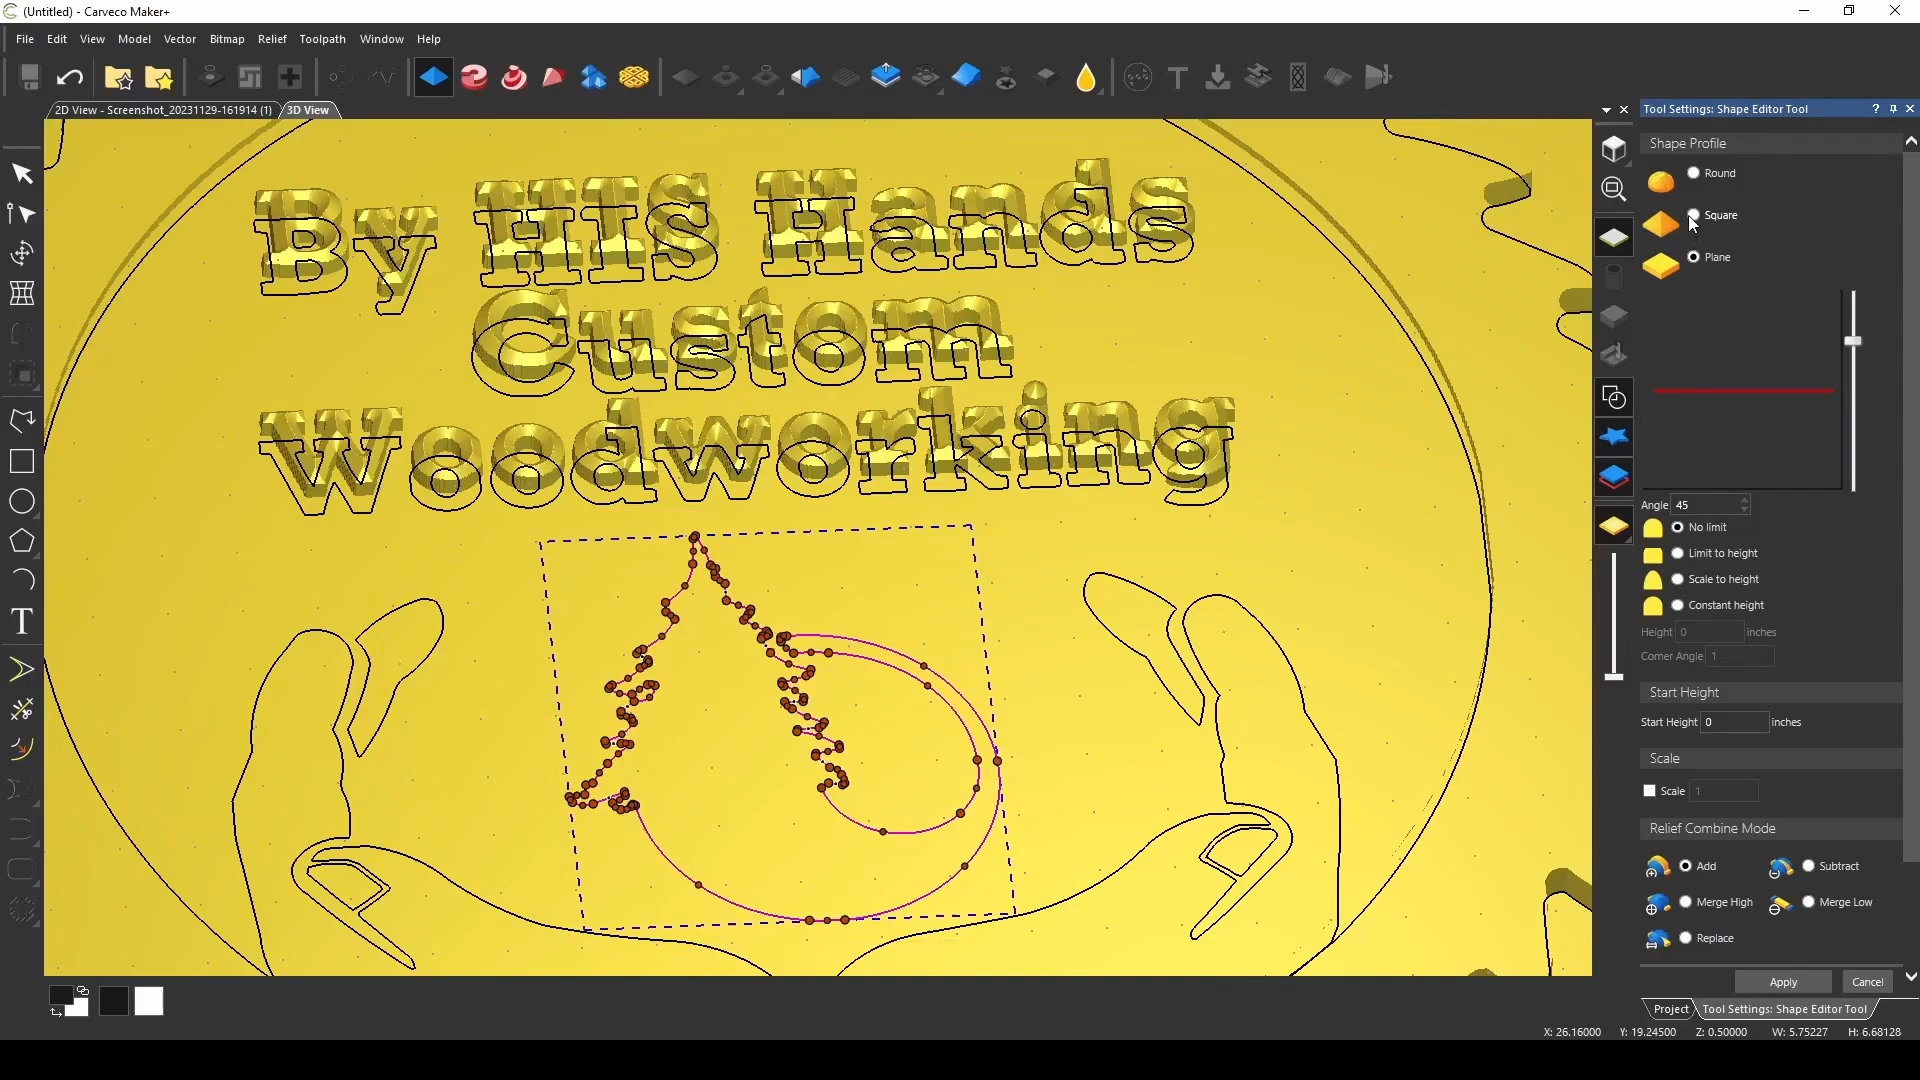 (Untitled) - Carveco Maker+
File Edit View Model Vector Bitmap Relief Toolpath Window Help
2D View - Screenshot_20231129-161914 (1) 3D View
Tool Settings: Shape Editor Tool
Shape Profile
Round
Square
Plane
By HIS Hands
Custom
Woodworking
Angle 45
No limit
Limit to height
Scale to height
Constant height
Height 0 inches
Corner Angle 1
Start Height
Start Height 0 inches
Scale
Scale 1
Relief Combine Mode
Add Subtract
Merge High Merge Low
Replace
Apply Cancel
Project Tool Settings: Shape Editor Tool
X: 26.16000 Y: 19.24500 Z: 0.50000 W: 5.75227 H: 6.68128